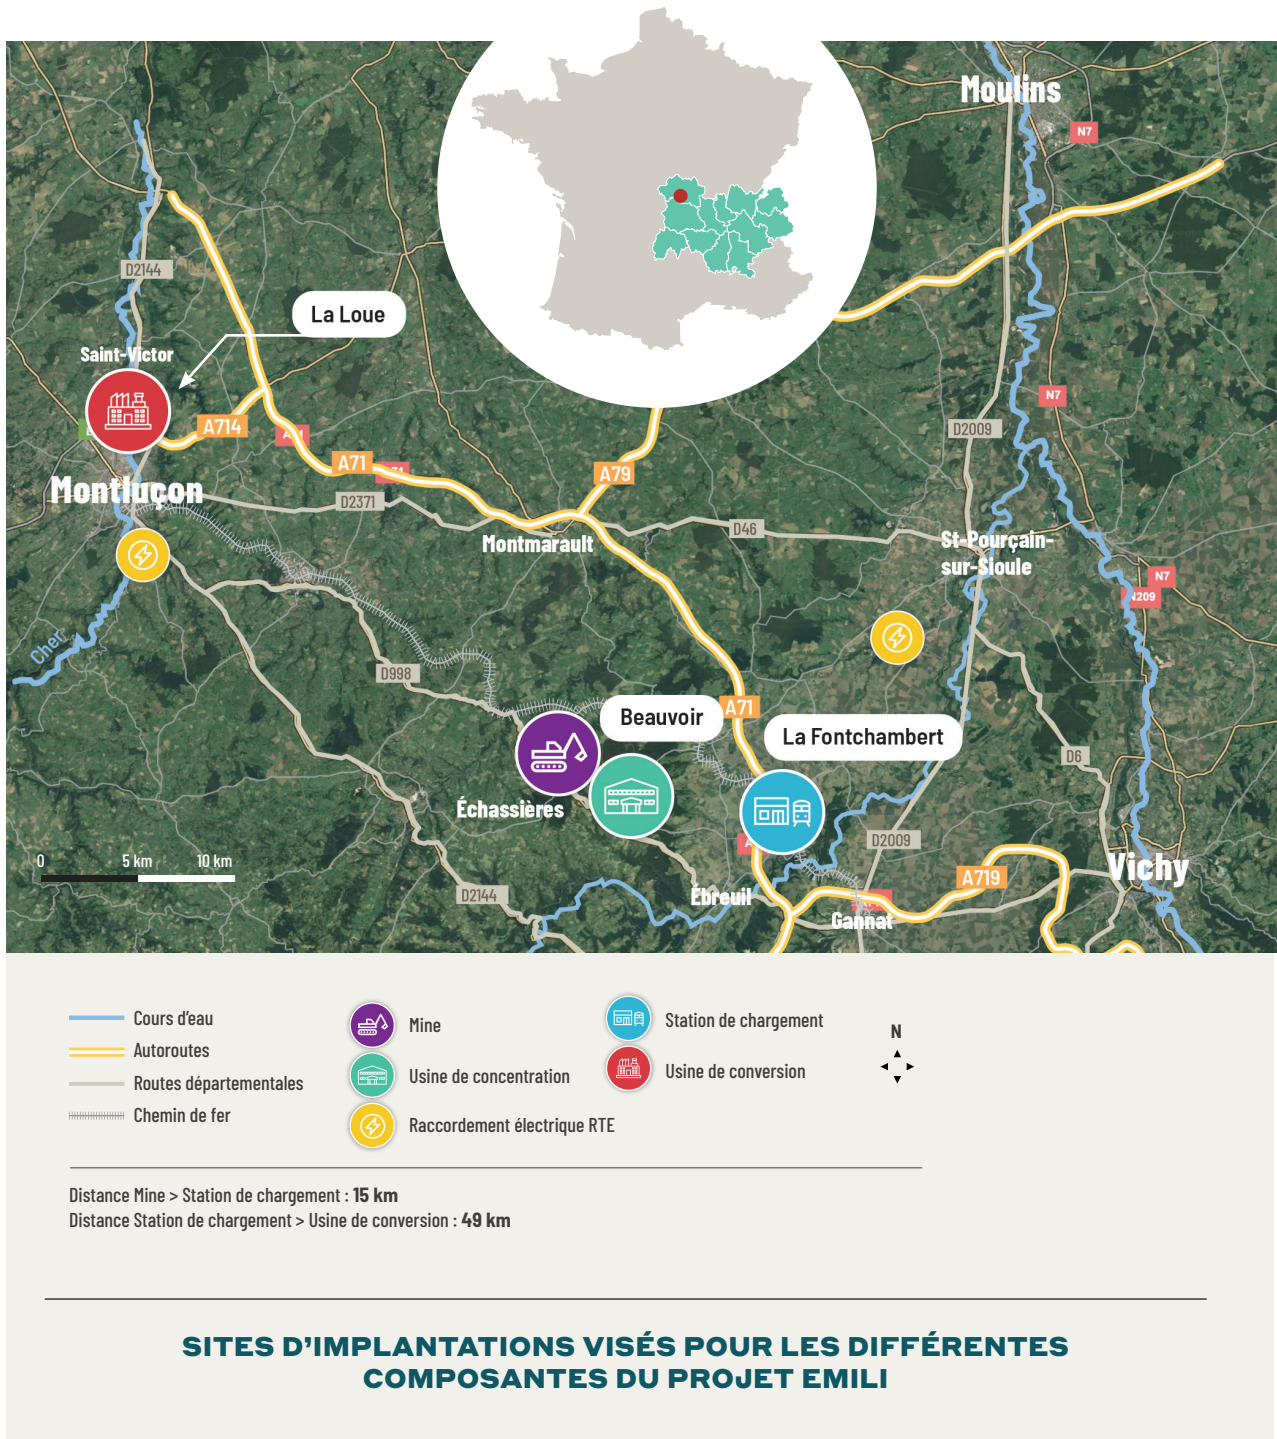 Moulins
N7
D2144
La Loue
Saint-Victor
N7
A714
D2009
A71
A79
Montluçon
D2371
D46
Montmarault
St-Pourçain-
sur-Sioule
N7
N209
Cher
D998
Beauvoir
A71
La Fontchambert
D6
Échassières
0 5 km 10 km
D2009
Vichy
A719
D2144
Ébreuil
Gannat
Cours d’eau
Autoroutes
Routes départementales
Chemin de fer
Mine
Usine de concentration
Raccordement électrique RTE
Station de chargement
Usine de conversion
N
Distance Mine > Station de chargement : 15 km
Distance Station de chargement > Usine de conversion : 49 km
SITES D’IMPLANTATIONS VISÉS POUR LES DIFFÉRENTES
COMPOSANTES DU PROJET EMILI